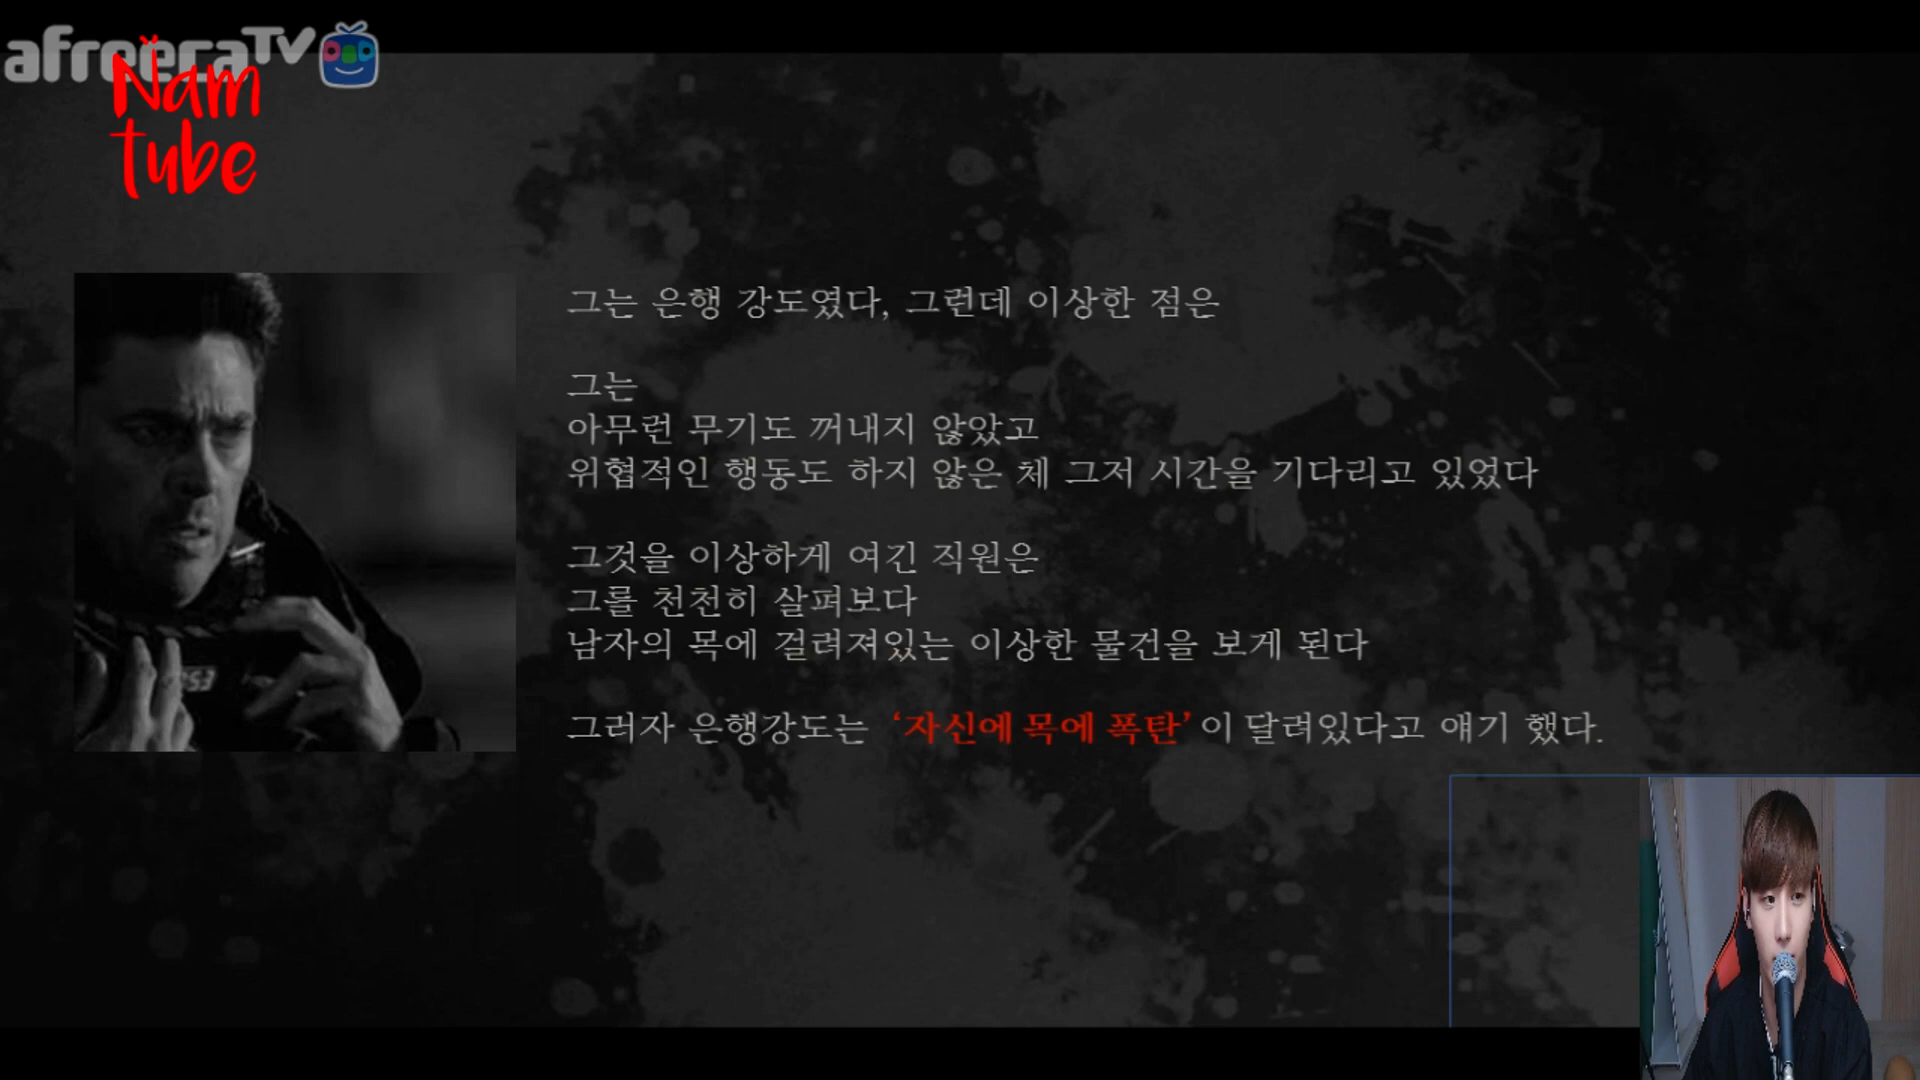 afreecaTV
Nam
tube
그는 은행 강도였다, 그런데 이상한 점은
그는
아무런 무기도 꺼내지 않았고
위협적인 행동도 하지 않은 체 그저 시간을 기다리고 있었다
그것을 이상하게 여긴 직원은
그를 천천히 살펴보다
남자의 목에 걸려져있는 이상한 물건을 보게 된다
:53
그러자 은행강도는 ‘자신에 목에 폭탄’이 달려있다고 얘기 했다.